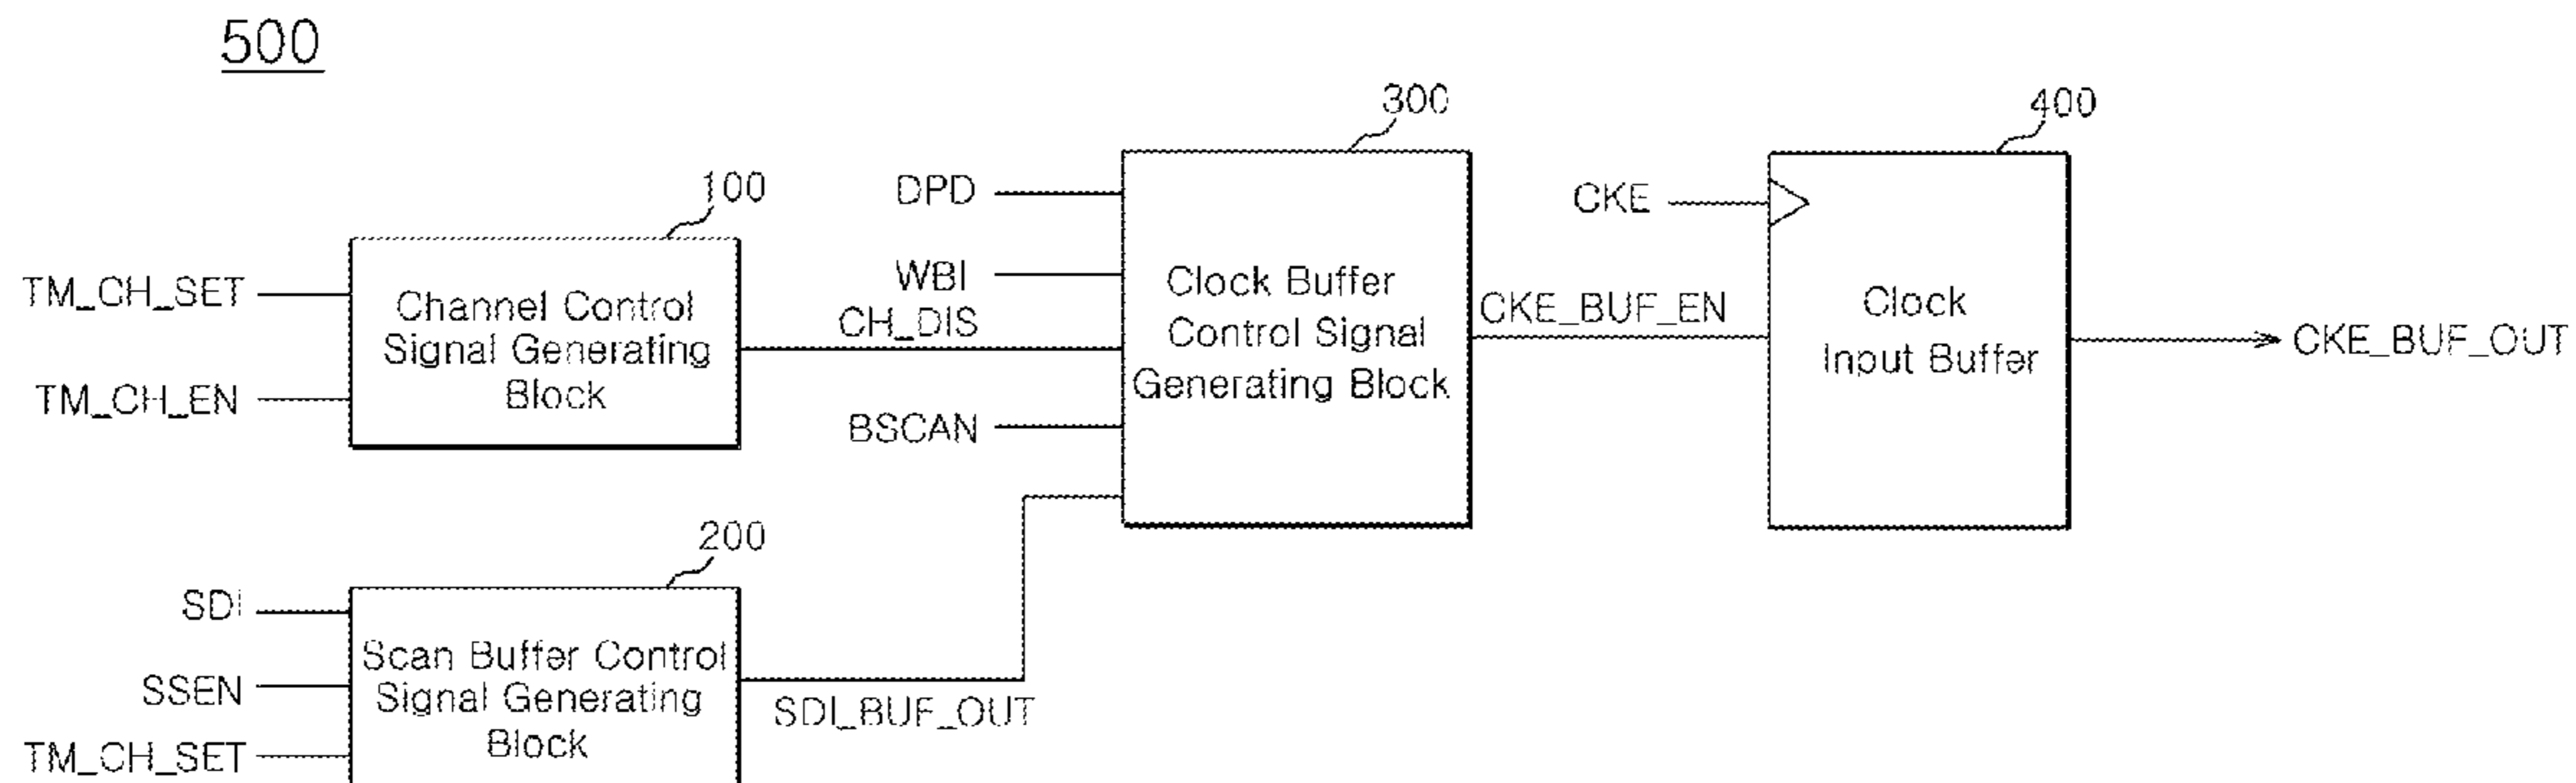 500
300
400
100
DPD
CKE
WBI
TM_CH_SET
Channel Control
Signal Generating
Block
CH_DIS
Clock Buffer
Control Signal
Generating Block
CKE_BUF_EN
Clock
Input Buffer
CKE_BUF_OUT
TM_CH_EN
BSCAN
200
SDI
Scan Buffer Control
Signal Generating
Block
SSEN
SDI_BUF_OUT
TM_CH_SET